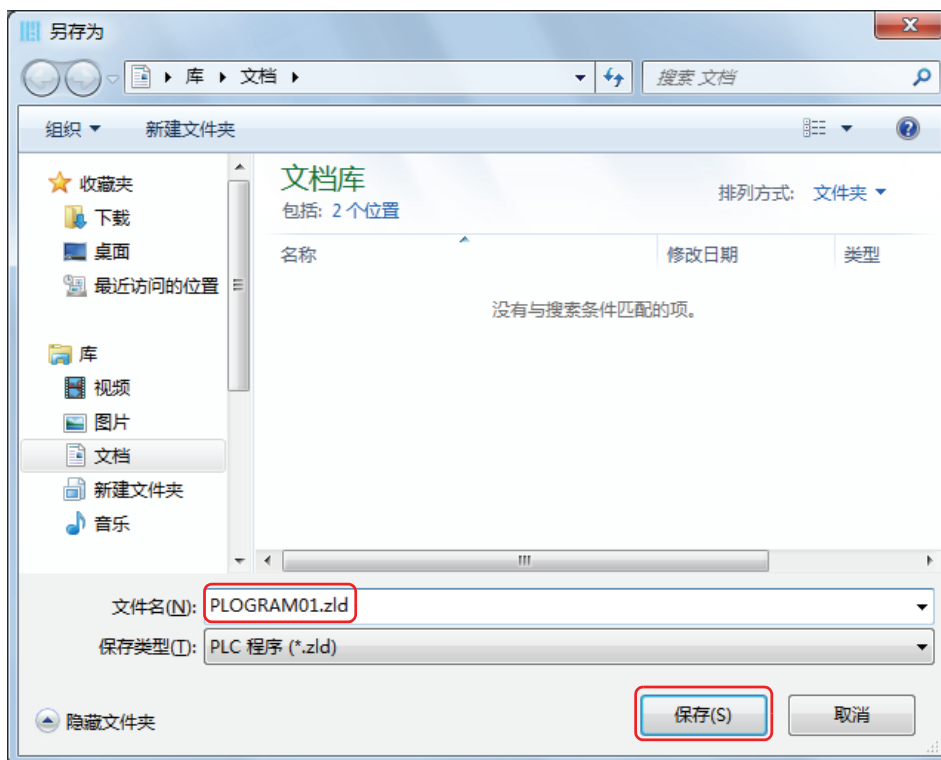 另存为
库 文档
搜索 文档
组织 新建文件夹
收藏夹
下载
桌面
最近访问的位置
库
视频
图片
文档
新建文件夹
音乐
文档库
包括: 2 个位置
排列方式: 文件夹
名称 修改日期 类型
没有与搜索条件匹配的项。
文件名(N): PLOGRAM01.zld
保存类型(T): PLC 程序 (*.zld)
隐藏文件夹
保存(S) 取消